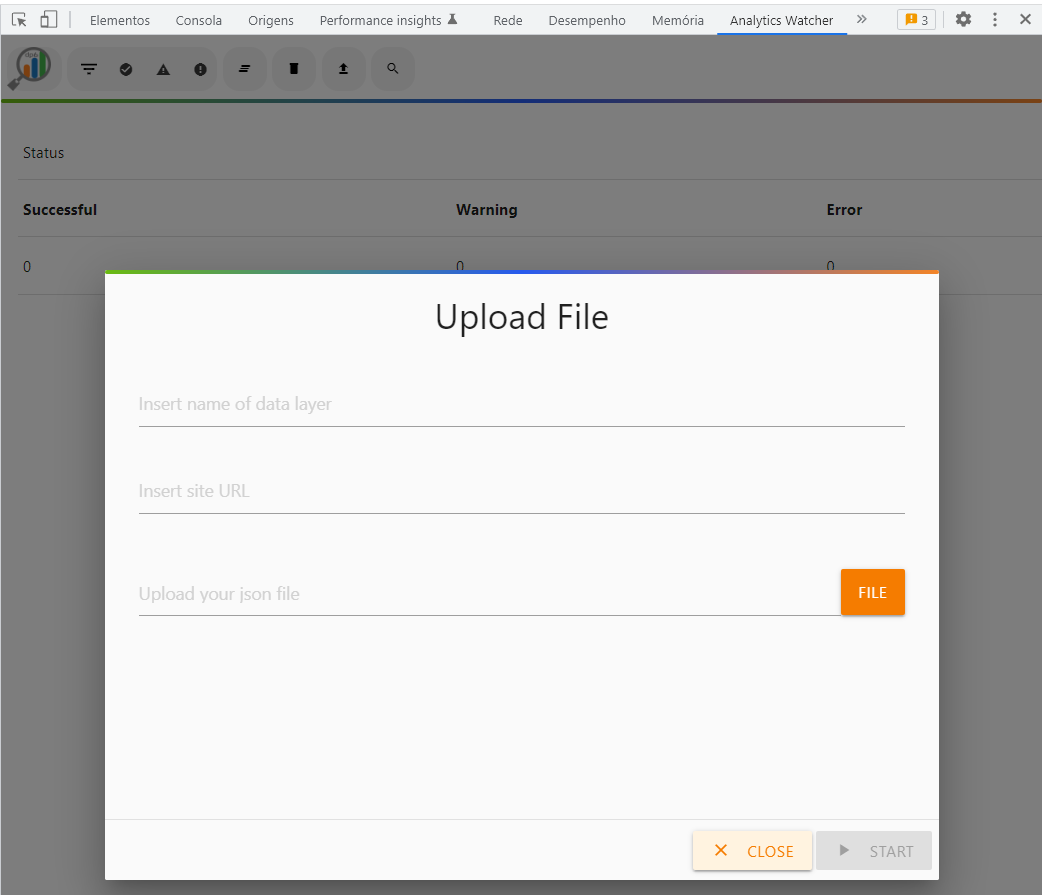 Elementos Consola Origens Performance insights Rede Desempenho Memória Analytics Watcher » 3
Status
Successful Warning Error
0 0 0
Upload File
Insert name of data layer
Insert site URL
Upload your json file FILE
CLOSE START